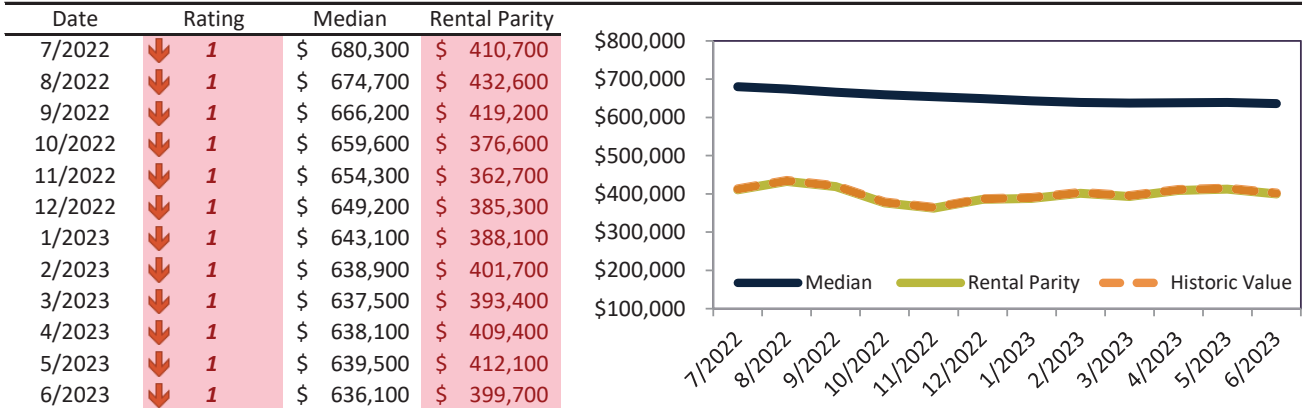 Date Rating Median Rental Parity
7/2022 1 $ 680,300 $ 410,700
8/2022 1 $ 674,700 $ 432,600
9/2022 1 $ 666,200 $ 419,200
10/2022 1 $ 659,600 $ 376,600
11/2022 1 $ 654,300 $ 362,700
12/2022 1 $ 649,200 $ 385,300
1/2023 1 $ 643,100 $ 388,100
2/2023 1 $ 638,900 $ 401,700
3/2023 1 $ 637,500 $ 393,400
4/2023 1 $ 638,100 $ 409,400
5/2023 1 $ 639,500 $ 412,100
6/2023 1 $ 636,100 $ 399,700
$800,000
$700,000
$600,000
$500,000
$400,000
$300,000
$200,000
$100,000
Median Rental Parity Historic Value
7/2022 8/2022 9/2022 10/2022 11/2022 12/2022 1/2023 2/2023 3/2023 4/2023 5/2023 6/2023